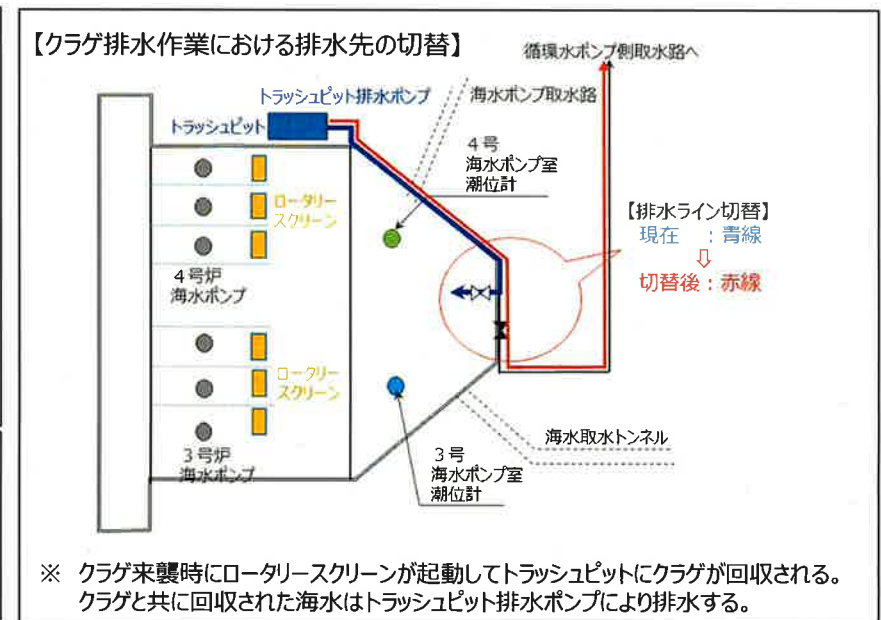 【クラゲ排水作業における排水先の切替】
循環水ポンプ側取水路へ
トラッシュピット排水ポンプ
海水ポンプ取水路
トラッシュピット
4号
海水ポンプ室
潮位計
ロータリー
スクリーン
【排水ライン切替】
現在 :青線
⇩
切替後:赤線
4号炉
海水ポンプ
ロータリー
スクリーン
海水取水トンネル
3号炉
海水ポンプ
3号
海水ポンプ室
潮位計
※ クラゲ来襲時にロータリースクリーンが起動してトラッシュピットにクラゲが回収される。
クラゲと共に回収された海水はトラッシュピット排水ポンプにより排水する。